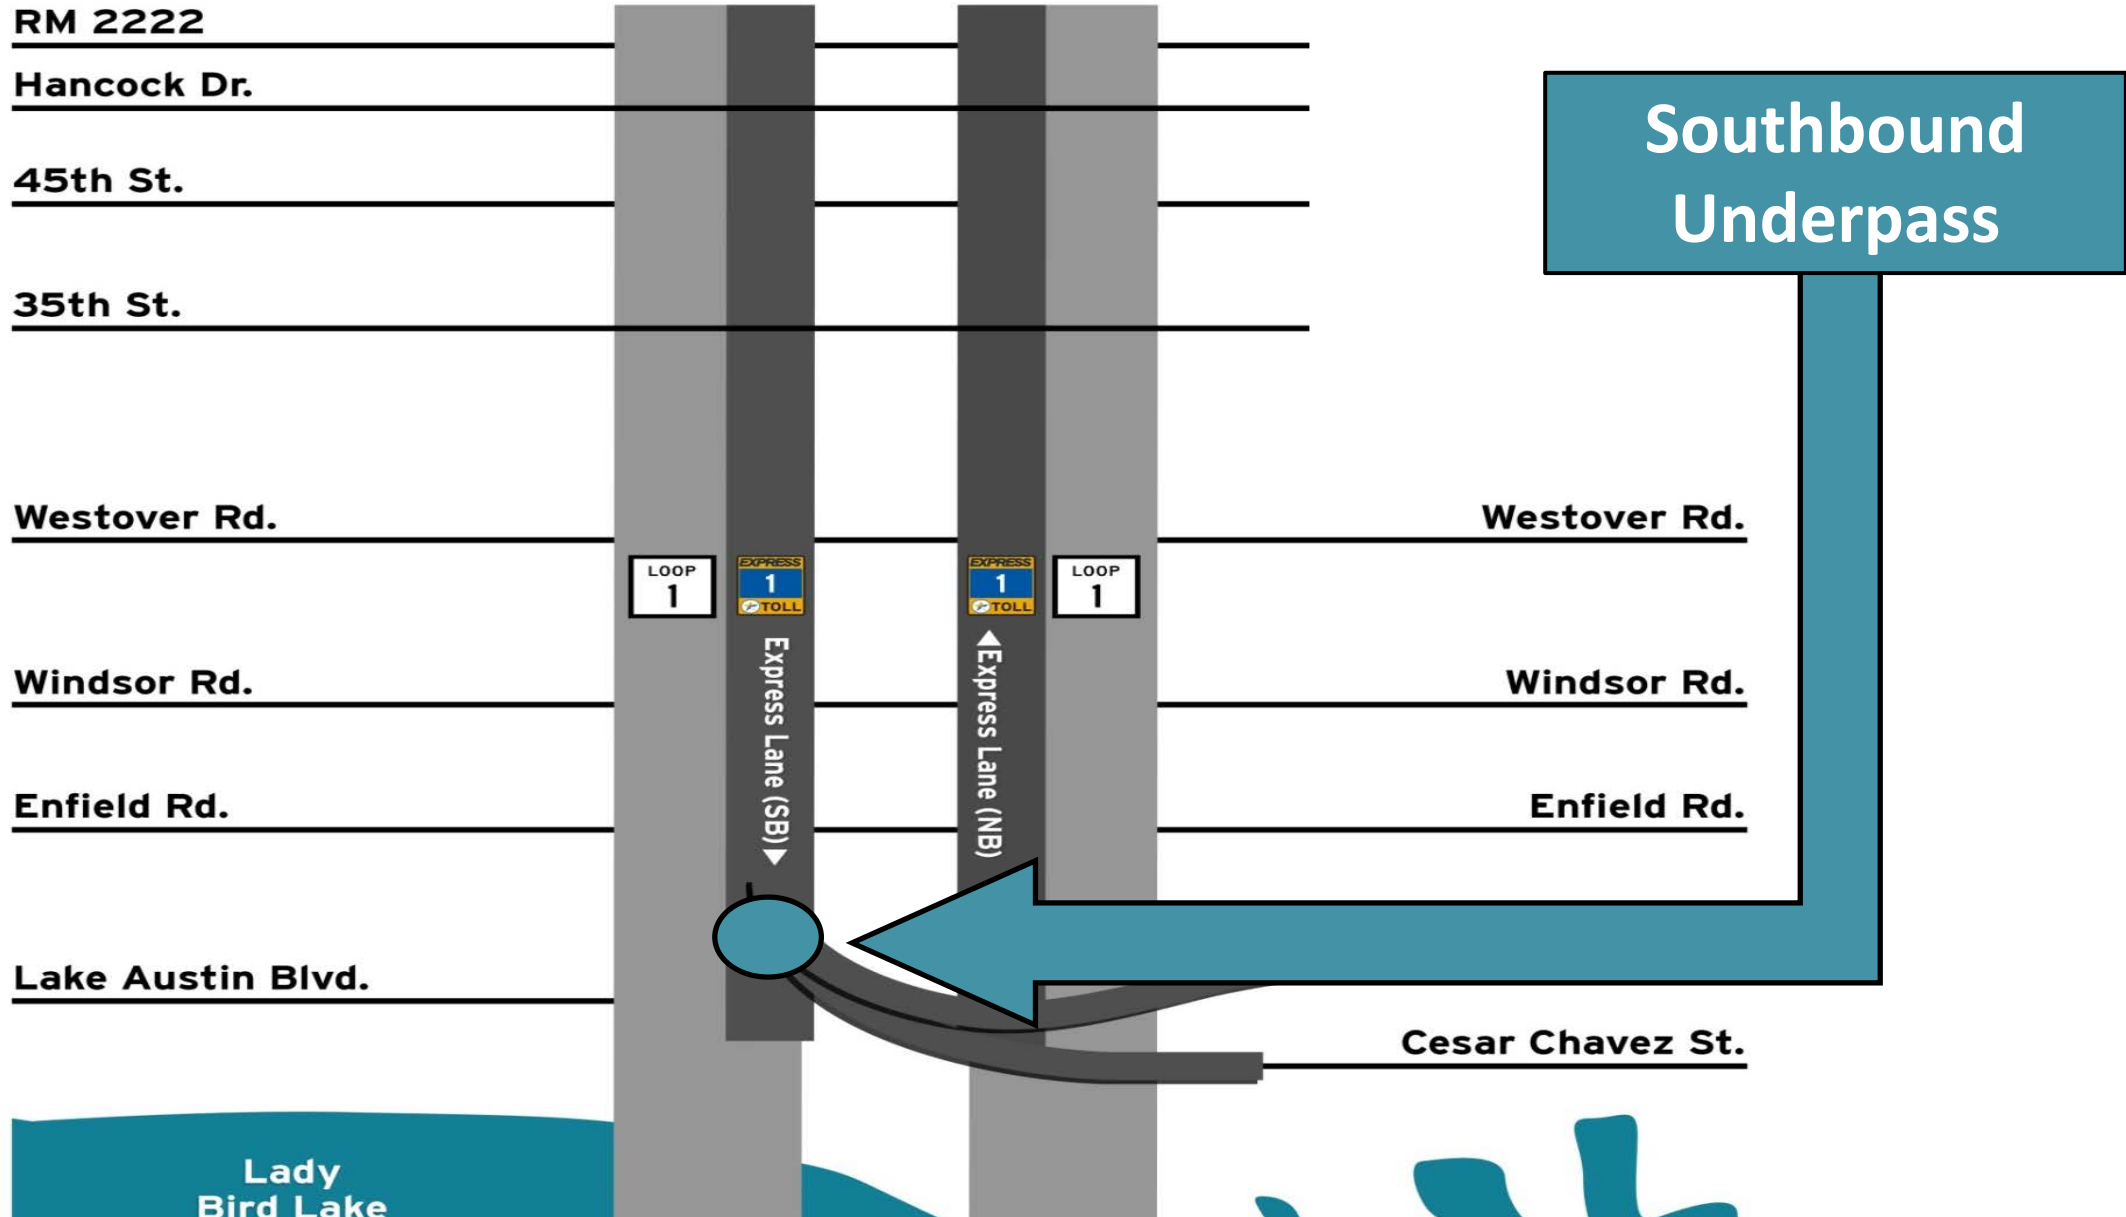 RM 2222
Hancock Dr.
Southbound
Underpass
45th St.
35th St.
Westover Rd.
Westover Rd.
LOOP
1
EXPRESS
1
TOLL
EXPRESS
1
TOLL
LOOP
1
Express Lane (SB)
Express Lane (NB)
Windsor Rd.
Windsor Rd.
Enfield Rd.
Enfield Rd.
Lake Austin Blvd.
Cesar Chavez St.
Lady
Bird Lake